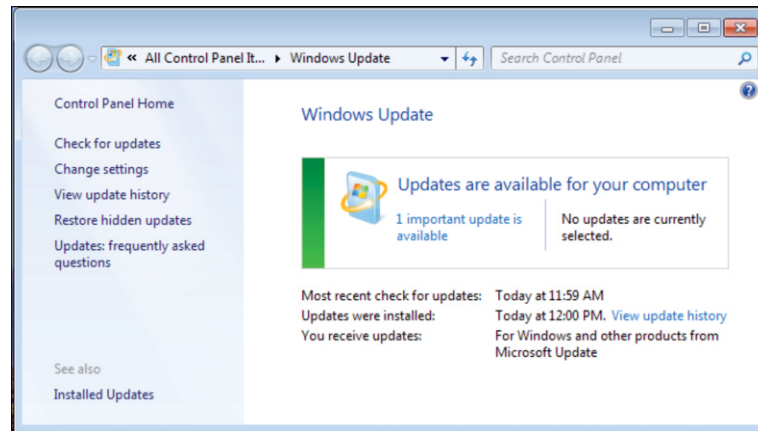 « All Control Panel It... ▸ Windows Update
Search Control Panel
Control Panel Home
Check for updates
Change settings
View update history
Restore hidden updates
Updates: frequently asked
questions
See also
Installed Updates
Windows Update
Updates are available for your computer
1 important update is
available
No updates are currently
selected.
Most recent check for updates: Today at 11:59 AM
Updates were installed: Today at 12:00 PM. View update history
You receive updates: For Windows and other products from
Microsoft Update